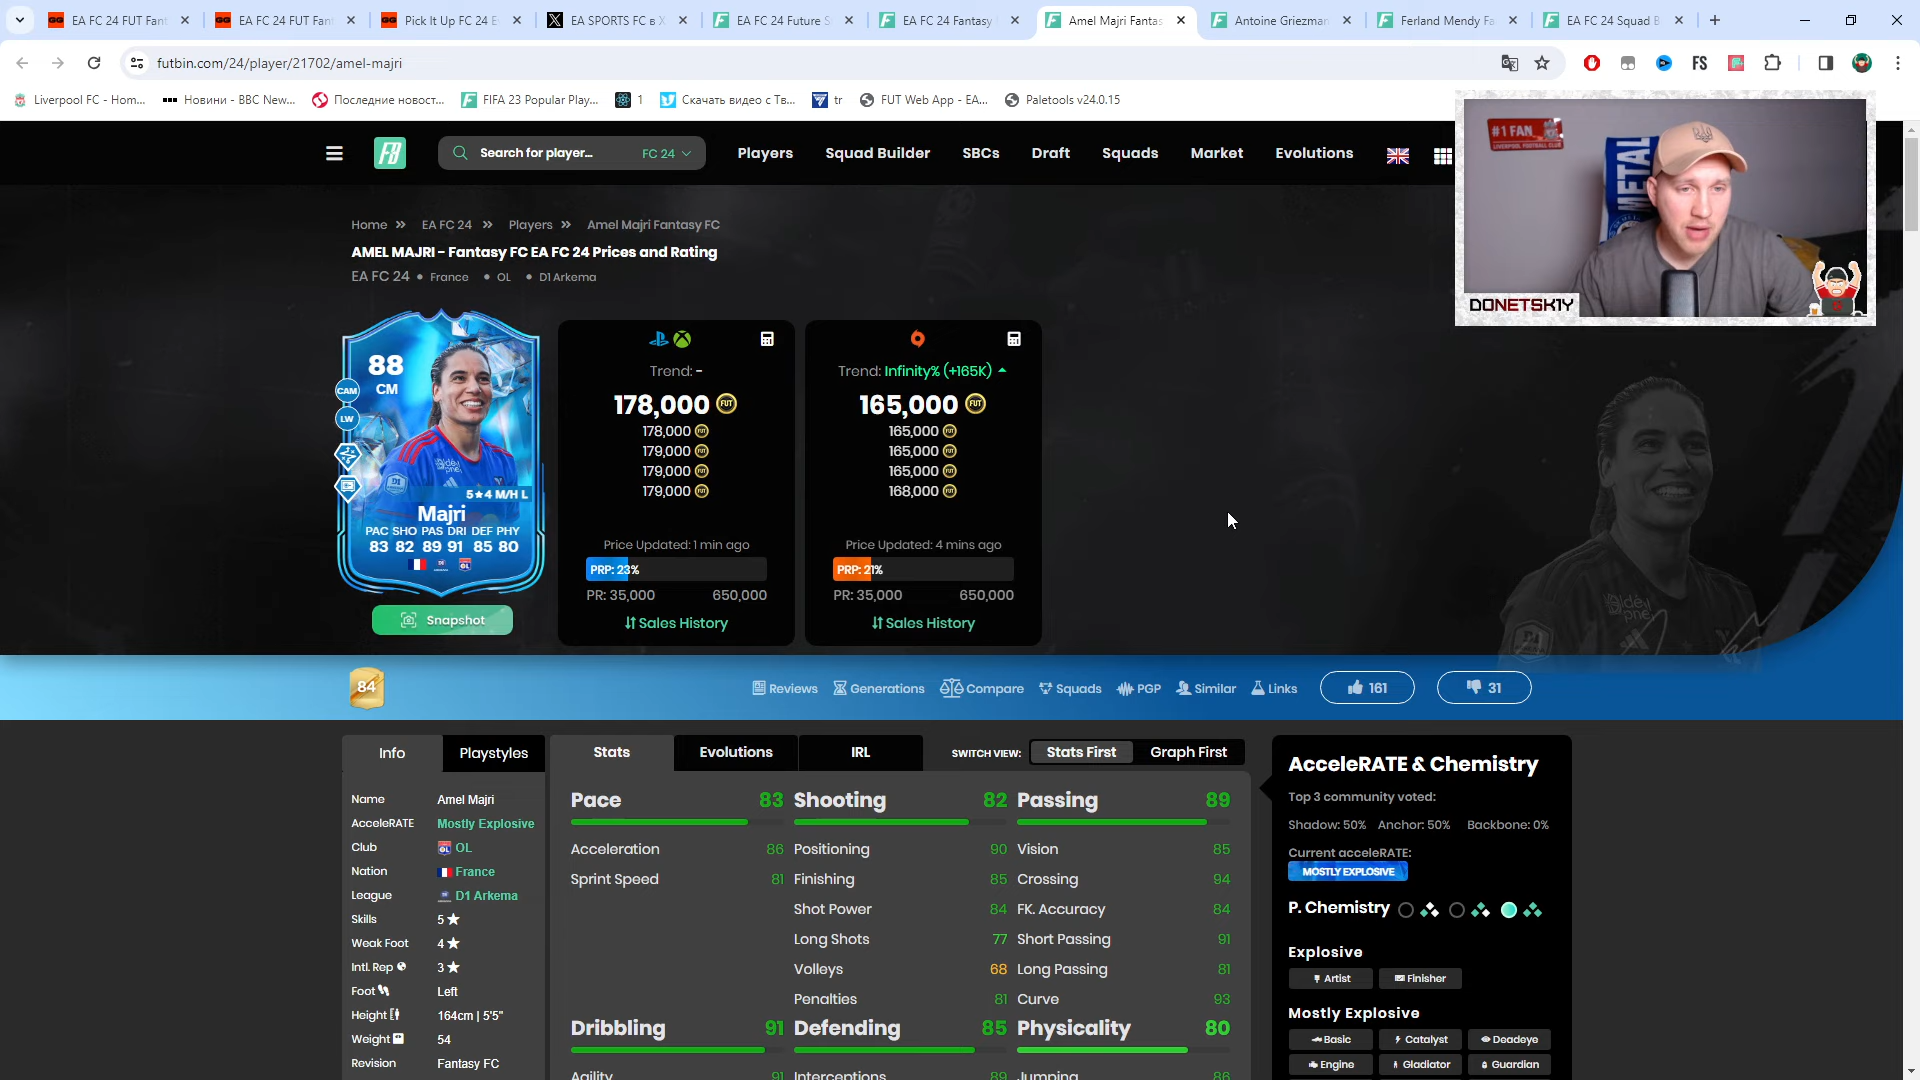 EA FC 24 FUT Fant
EA FC 24 FUT Fant
Pick It Up FC 24 E
EA SPORTS FC в X
EA FC 24 Future S
EA FC 24 Fantasy
Amel Majri Fantas
Antoine Griezman
Ferland Mendy Fa
EA FC 24 Squad B
futbin.com/24/player/21702/amel-majri
FS
Liverpool FC - Hom...
Новини - BBC New...
Последние новост...
FIFA 23 Popular Play...
1
Скачать видео с Тв...
tr
FUT Web App - EA...
Paletools v24.0.15
FB
Search for player...
FC 24
Players
Squad Builder
SBCs
Draft
Squads
Market
Evolutions
#1 FAN
METAL
DONETSK1Y
Home » EA FC 24 » Players » Amel Majri Fantasy FC
AMEL MAJRI - Fantasy FC EA FC 24 Prices and Rating
EA FC 24 • France • OL • D1 Arkema
88
CM
CAM
LW
5★4 M/H L
Majri
PAC SHO PAS DRI DEF PHY
83 82 89 91 85 80
Snapshot
Trend: -
178,000
178,000
179,000
179,000
179,000
Price Updated: 1 min ago
PRP: 23%
PR: 35,000 650,000
Sales History
Trend: Infinity% (+165K)
165,000
165,000
165,000
165,000
168,000
Price Updated: 4 mins ago
PRP: 21%
PR: 35,000 650,000
Sales History
84
Reviews
Generations
Compare
Squads
PGP
Similar
Links
161
31
Info
Playstyles
Name Amel Majri
AcceleRATE Mostly Explosive
Club OL
Nation France
League D1 Arkema
Skills 5★
Weak Foot 4★
Intl. Rep 3★
Foot Left
Height 164cm | 5'5"
Weight 54
Revision Fantasy FC
Stats
Evolutions
IRL
SWITCH VIEW:
Stats First
Graph First
Pace 83
Acceleration 86
Sprint Speed 81
Shooting 82
Positioning 90
Finishing 85
Shot Power 84
Long Shots 77
Volleys 68
Penalties 81
Passing 89
Vision 85
Crossing 94
FK. Accuracy 84
Short Passing 91
Long Passing 81
Curve 93
Dribbling 91
Agility 91
Defending 85
Interceptions 89
Physicality 80
Jumping 86
AcceleRATE & Chemistry
Top 3 community voted:
Shadow: 50% Anchor: 50% Backbone: 0%
Current acceleRATE:
MOSTLY EXPLOSIVE
P. Chemistry
Explosive
Artist
Finisher
Mostly Explosive
Basic
Catalyst
Deadeye
Engine
Gladiator
Guardian